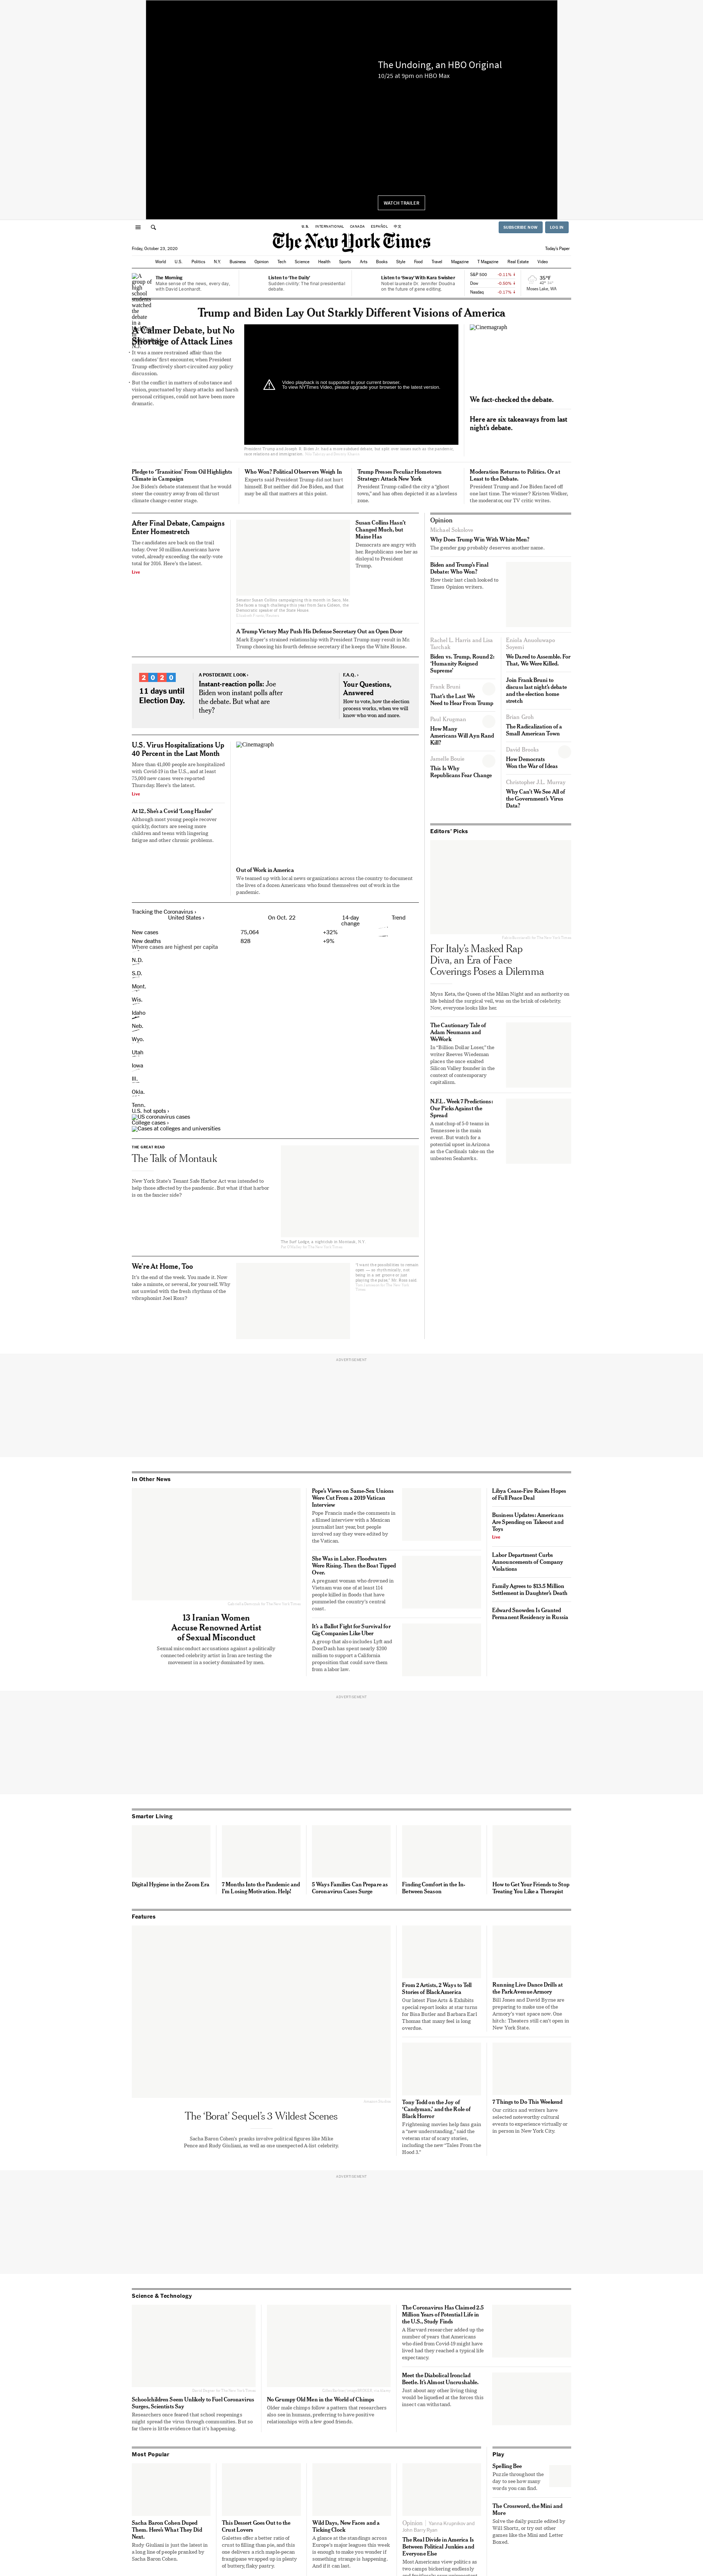 The Undoing, an HBO Original
10/25 at 9pm on HBO Max
WATCH TRAILER
U.S. INTERNATIONAL CANADA ESPAÑOL 中文
SUBSCRIBE NOW
LOG IN
The New York Times
Friday, October 23, 2020
Today's Paper
World U.S. Politics N.Y. Business Opinion Tech Science Health Sports Arts Books Style Food Travel Magazine T Magazine Real Estate Video
The Morning
Make sense of the news, every day, with David Leonhardt.
Listen to 'The Daily'
Sudden civility: The final presidential debate.
Listen to 'Sway' With Kara Swisher
Nobel laureate Dr. Jennifer Doudna on the future of gene editing.
S&P 500 -0.11%
Dow -0.50%
Nasdaq -0.17%
35°F
Moses Lake, WA
Trump and Biden Lay Out Starkly Different Visions of America
A Calmer Debate, but No
Shortage of Attack Lines
It was a more restrained affair than the
candidates' first encounter, when President
Trump effectively short-circuited any policy
discussion.
But the conflict in matters of substance and
vision, punctuated by sharp attacks and harsh
personal critiques, could not have been more
dramatic.
Video playback is not supported in your current browser.
To view NYTimes Video, please upgrade your browser to the latest version.
Cinemagraph
We fact-checked the debate.
Here are six takeaways from last
night's debate.
Pledge to 'Transition' From Oil Highlights
Climate in Campaign
Joe Biden's debate statement that he would
steer the country away from oil thrust
climate change center stage.
Who Won? Political Observers Weigh In
Experts said President Trump did not hurt
himself. But neither did Joe Biden, and that
may be all that matters at this point.
Trump Presses Peculiar Hometown
Strategy: Attack New York
President Trump called the city a "ghost
town," and has often depicted it as a lawless
zone.
Moderation Returns to Politics. Or at
Least to the Debate.
President Trump and Joe Biden faced off
one last time. The winner? Kristen Welker,
the moderator, our TV critic writes.
After Final Debate, Campaigns
Enter Homestretch
The candidates are back on the trail
today. Over 50 million Americans have
voted, already exceeding the early-vote
total for 2016. Here's the latest.
Live
Susan Collins Hasn't
Changed Much, but
Maine Has
Democrats are angry with
her. Republicans see her as
disloyal to President
Trump.
A Trump Victory May Push His Defense Secretary Out an Open Door
Mark Esper's strained relationship with President Trump may result in Mr.
Trump choosing his fourth defense secretary if he keeps the White House.
2020
11 days until
Election Day.
A POSTDEBATE LOOK ›
Instant-reaction polls: Joe
Biden won instant polls after
the debate. But what are
they?
F.A.Q. ›
Your Questions,
Answered
How to vote, how the election
process works, when we will
know who won and more.
U.S. Virus Hospitalizations Up
40 Percent in the Last Month
More than 41,000 people are hospitalized
with Covid-19 in the U.S., and at least
75,000 new cases were reported
Thursday. Here's the latest.
Live
At 12, She's a Covid 'Long Hauler'
Although most young people recover
quickly, doctors are seeing more
children and teens with lingering
fatigue and other chronic problems.
Cinemagraph
Out of Work in America
We teamed up with local news organizations across the country to document
the lives of a dozen Americans who found themselves out of work in the
pandemic.
Tracking the Coronavirus ›
United States › On Oct. 22 14-day change Trend
New cases 75,064 +32%
New deaths 828 +9%
Where cases are highest per capita
N.D.
S.D.
Mont.
Wis.
Idaho
Neb.
Wyo.
Utah
Iowa
Ill.
Okla.
Tenn.
U.S. hot spots ›
US coronavirus cases
College cases ›
Cases at colleges and universities
THE GREAT READ
The Talk of Montauk
New York State's Tenant Safe Harbor Act was intended to
help those affected by the pandemic. But what if that harbor
is on the fancier side?
We're At Home, Too
It's the end of the week. You made it. Now
take a minute, or several, for yourself. Why
not unwind with the fresh rhythms of the
vibraphonist Joel Ross?
Opinion
Michael Sokolove
Why Does Trump Win With White Men?
The gender gap probably deserves another name.
Biden and Trump's Final
Debate: Who Won?
How their last clash looked to
Times Opinion writers.
Rachel L. Harris and Lisa
Tarchak
Biden vs. Trump, Round 2:
'Humanity Reigned
Supreme'
Frank Bruni
That's the Last We
Need to Hear From Trump
Paul Krugman
How Many
Americans Will Ayn Rand
Kill?
Jamelle Bouie
This Is Why
Republicans Fear Change
Eniola Anuoluwapo
Soyemi
We Dared to Assemble. For
That, We Were Killed.
Join Frank Bruni to
discuss last night's debate
and the election home
stretch
Brian Groh
The Radicalization of a
Small American Town
David Brooks
How Democrats
Won the War of Ideas
Christopher J.L. Murray
Why Can't We See All of
the Government's Virus
Data?
Editors' Picks
For Italy's Masked Rap
Diva, an Era of Face
Coverings Poses a Dilemma
Myss Keta, the Queen of the Milan Night and an authority on
life behind the surgical veil, was on the brink of celebrity.
Now, everyone looks like her.
The Cautionary Tale of
Adam Neumann and
WeWork
In "Billion Dollar Loser," the
writer Reeves Wiedeman
places the once exalted
Silicon Valley founder in the
context of contemporary
capitalism.
N.F.L. Week 7 Predictions:
Our Picks Against the
Spread
A matchup of 5-0 teams in
Tennessee is the main
event. But watch for a
potential upset in Arizona
as the Cardinals take on the
unbeaten Seahawks.
ADVERTISEMENT
In Other News
13 Iranian Women
Accuse Renowned Artist
of Sexual Misconduct
Sexual misconduct accusations against a politically
connected celebrity artist in Iran are testing the
movement in a society dominated by men.
Pope's Views on Same-Sex Unions
Were Cut From a 2019 Vatican
Interview
Pope Francis made the comments in
a filmed interview with a Mexican
journalist last year, but people
involved say they were edited by
the Vatican.
She Was in Labor. Floodwaters
Were Rising. Then the Boat Tipped
Over.
A pregnant woman who drowned in
Vietnam was one of at least 114
people killed in floods that have
pummeled the country's central
coast.
It's a Ballot Fight for Survival for
Gig Companies Like Uber
A group that also includes Lyft and
DoorDash has spent nearly $200
million to support a California
proposition that could save them
from a labor law.
Libya Cease-Fire Raises Hopes
of Full Peace Deal
Business Updates: Americans
Are Spending on Takeout and
Toys
Live
Labor Department Curbs
Announcements of Company
Violations
Family Agrees to $13.5 Million
Settlement in Daughter's Death
Edward Snowden Is Granted
Permanent Residency in Russia
ADVERTISEMENT
Smarter Living
Digital Hygiene in the Zoom Era
7 Months Into the Pandemic and
I'm Losing Motivation. Help!
5 Ways Families Can Prepare as
Coronavirus Cases Surge
Finding Comfort in the In-
Between Season
How to Get Your Friends to Stop
Treating You Like a Therapist
Features
The 'Borat' Sequel's 3 Wildest Scenes
Sacha Baron Cohen's pranks involve political figures like Mike
Pence and Rudy Giuliani, as well as one unexpected A-list celebrity.
From 2 Artists, 2 Ways to Tell
Stories of Black America
Our latest Fine Arts & Exhibits
special report looks at star turns
for Bisa Butler and Barbara Earl
Thomas that many feel is long
overdue.
Running Live Dance Drills at
the Park Avenue Armory
Bill Jones and David Byrne are
preparing to make use of the
Armory's vast space now. One
hitch: Theaters still can't open in
New York State.
Tony Todd on the Joy of
'Candyman,' and the Role of
Black Horror
Frightening movies help fans gain
a "new understanding," said the
veteran star of scary stories,
including the new "Tales From the
Hood 3."
7 Things to Do This Weekend
Our critics and writers have
selected noteworthy cultural
events to experience virtually or
in person in New York City.
ADVERTISEMENT
Science & Technology
Schoolchildren Seem Unlikely to Fuel Coronavirus
Surges, Scientists Say
Researchers once feared that school reopenings
might spread the virus through communities. But so
far there is little evidence that it's happening.
No Grumpy Old Men in the World of Chimps
Older male chimps follow a pattern that researchers
also see in humans, preferring to have positive
relationships with a few good friends.
The Coronavirus Has Claimed 2.5
Million Years of Potential Life in
the U.S., Study Finds
A Harvard researcher added up the
number of years that Americans
who died from Covid-19 might have
lived had they reached a typical life
expectancy.
Meet the Diabolical Ironclad
Beetle. It's Almost Uncrushable.
Just about any other living thing
would be liquefied at the forces this
insect can withstand.
Most Popular
Sacha Baron Cohen Duped
Them. Here's What They Did
Next.
Rudy Giuliani is just the latest in
a long line of people pranked by
Sacha Baron Cohen.
This Dessert Goes Out to the
Crust Lovers
Galettes offer a better ratio of
crust to filling than pie, and this
one delivers a rich maple-pecan
frangipane wrapped up in plenty
of buttery, flaky pastry.
Wild Days, New Faces and a
Ticking Clock
A glance at the standings across
Europe's major leagues this week
is enough to make you wonder if
something strange is happening.
And if it can last.
Opinion | Yanna Krupnikov and
John Barry Ryan
The Real Divide in America Is
Between Political Junkies and
Everyone Else
Most Americans view politics as
two camps bickering endlessly
Play
Spelling Bee
Puzzle throughout the
day to see how many
words you can find.
The Crossword, the Mini and
More
Solve the daily puzzle edited by
Will Shortz, or try out other
games like the Mini and Letter
Boxed.